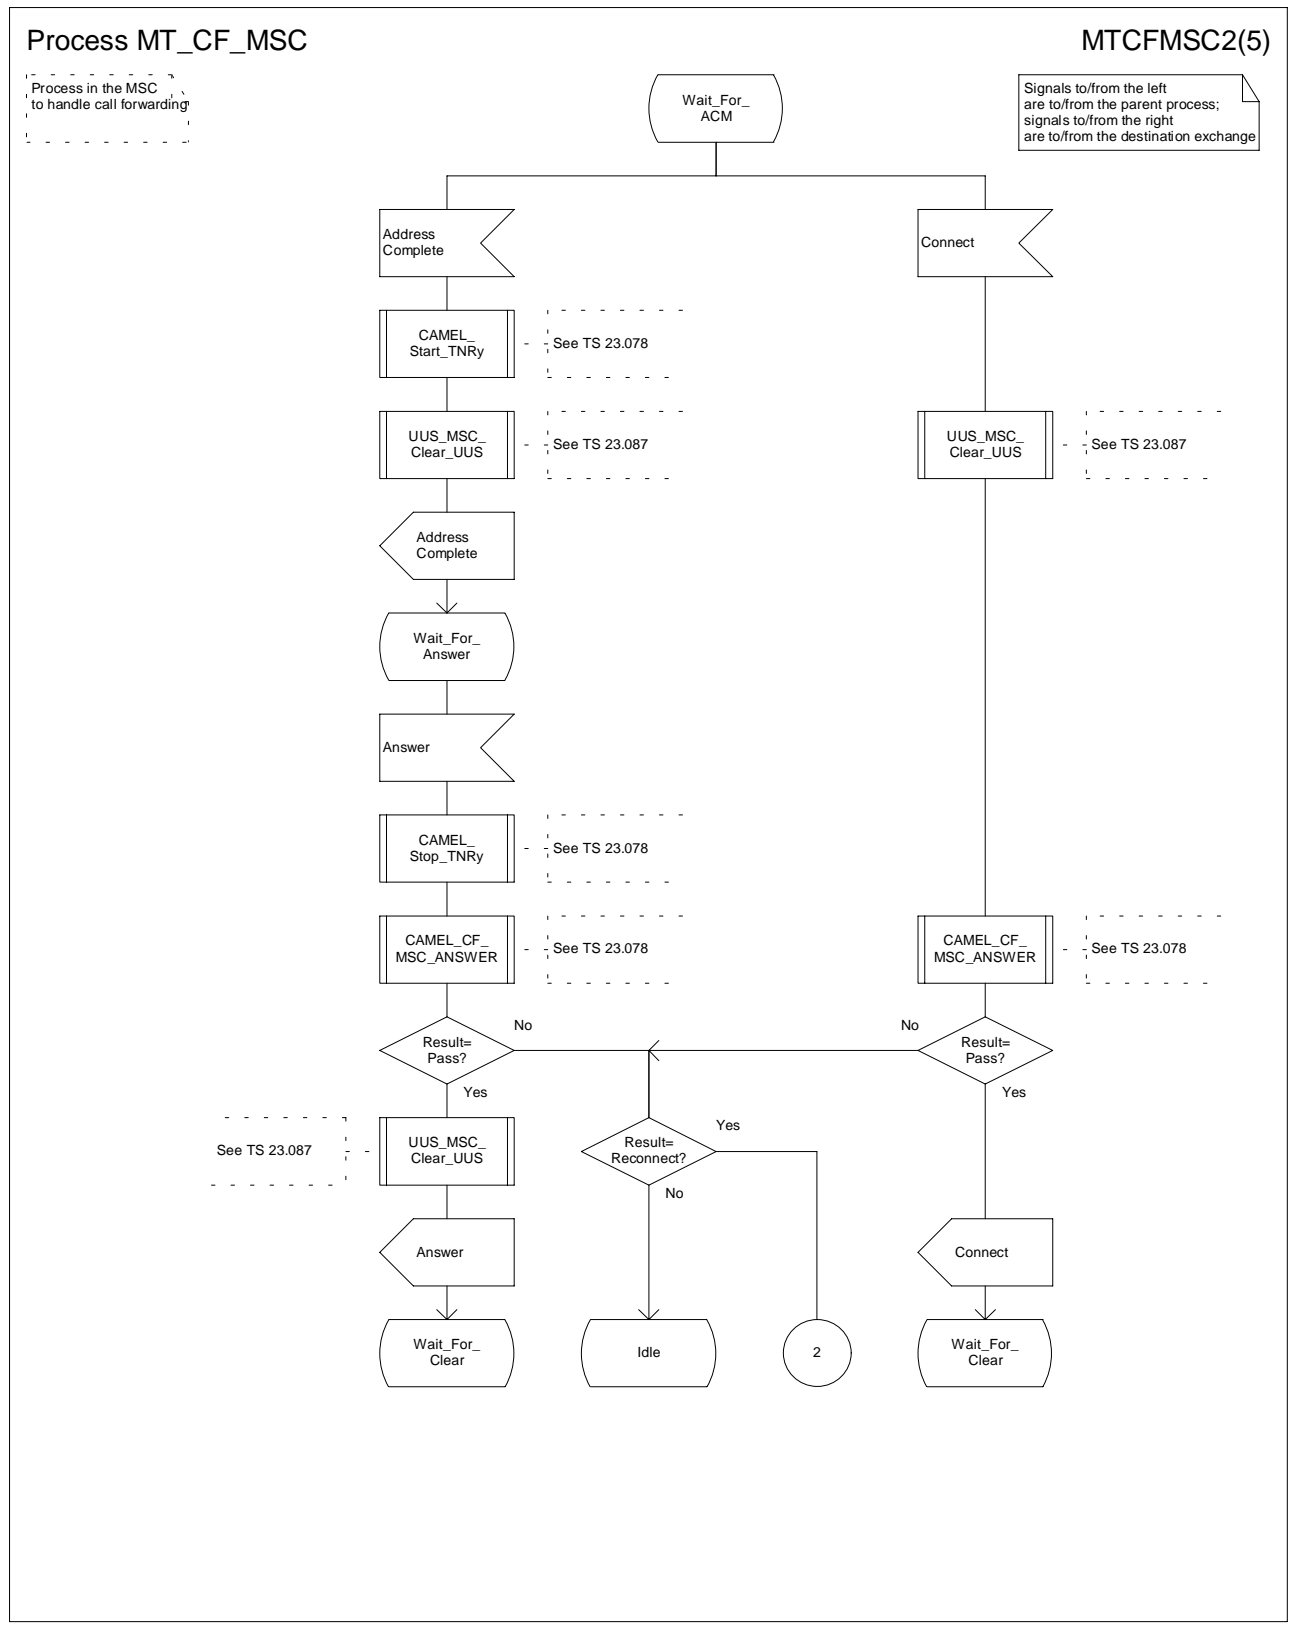 Process MT_CF_MSC
MTCFMSC2(5)
Process in the MSC
to handle call forwarding
Wait_For_
ACM
Signals to/from the left
are to/from the parent process;
signals to/from the right
are to/from the destination exchange
Address
Complete
Connect
CAMEL_
Start_TNRy
See TS 23.078
UUS_MSC_
Clear_UUS
See TS 23.087
UUS_MSC_
Clear_UUS
See TS 23.087
Address
Complete
Wait_For_
Answer
Answer
CAMEL_
Stop_TNRy
See TS 23.078
CAMEL_CF_
MSC_ANSWER
See TS 23.078
CAMEL_CF_
MSC_ANSWER
See TS 23.078
Result=
Pass?
No
Yes
No
Result=
Pass?
Yes
See TS 23.087
UUS_MSC_
Clear_UUS
Result=
Reconnect?
Yes
No
Answer
Connect
Wait_For_
Clear
Idle
2
Wait_For_
Clear